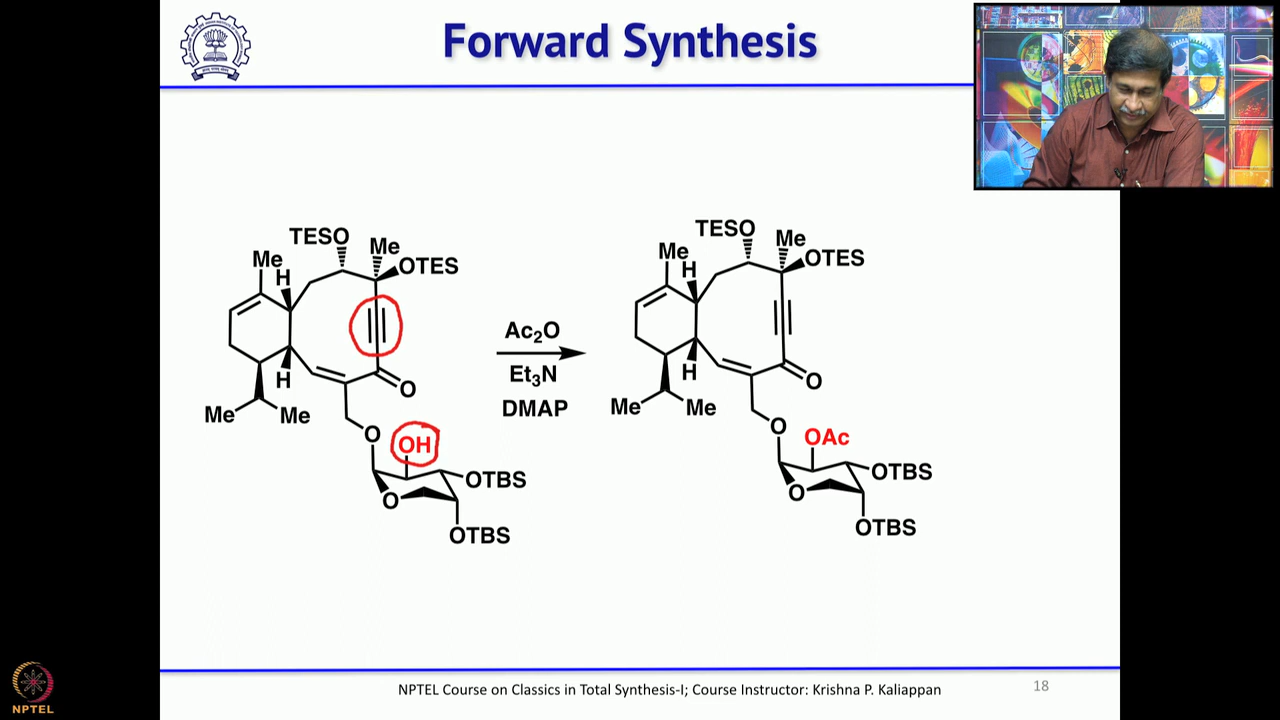 Forward Synthesis
TESO
Me
OTES
Me
H
H
Me
Me
O
O
OH
OTBS
O
OTBS
Ac2O
Et3N
DMAP
TESO
Me
OTES
Me
H
H
Me
Me
O
O
OAc
OTBS
O
OTBS
NPTEL
NPTEL Course on Classics in Total Synthesis-I; Course Instructor: Krishna P. Kaliappan
18